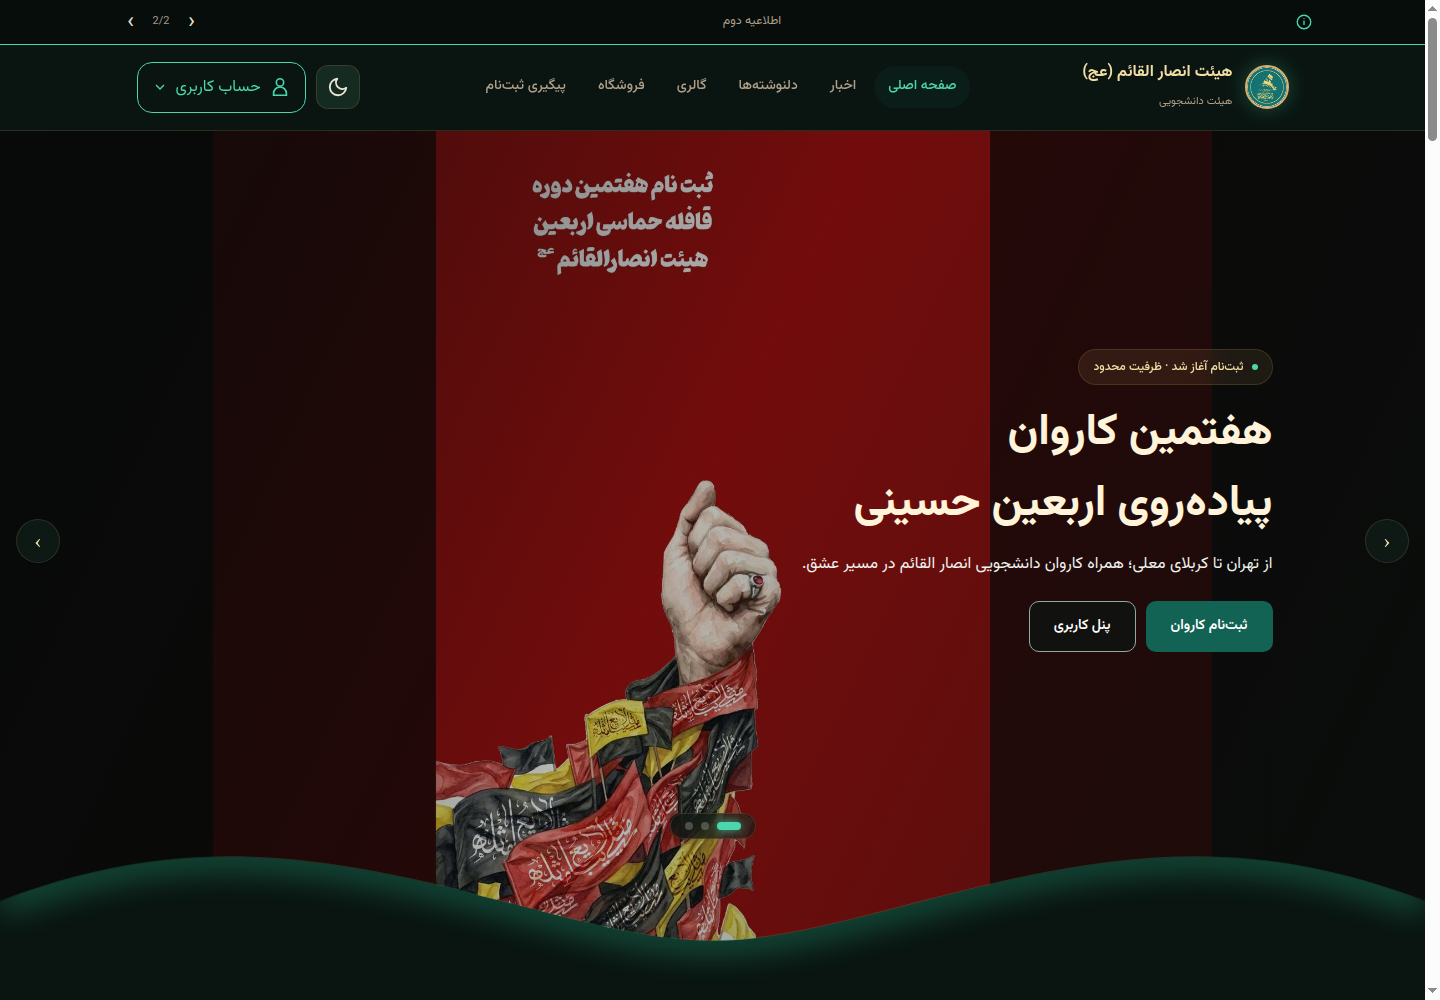 اطلاعیه دوم
2/2
هیئت انصار القائم (عج)
هیئت دانشجویی
صفحه اصلی
اخبار
دلنوشته‌ها
گالری
فروشگاه
پیگیری ثبت‌نام
حساب کاربری
ثبت نام هفتمین دوره
قافله حماسی اربعین
هیئت انصارالقائم عج
ثبت‌نام آغاز شد · ظرفیت محدود
هفتمین کاروان
پیاده‌روی اربعین حسینی
از تهران تا کربلای معلی؛ همراه کاروان دانشجویی انصار القائم در مسیر عشق.
ثبت‌نام کاروان
پنل کاربری